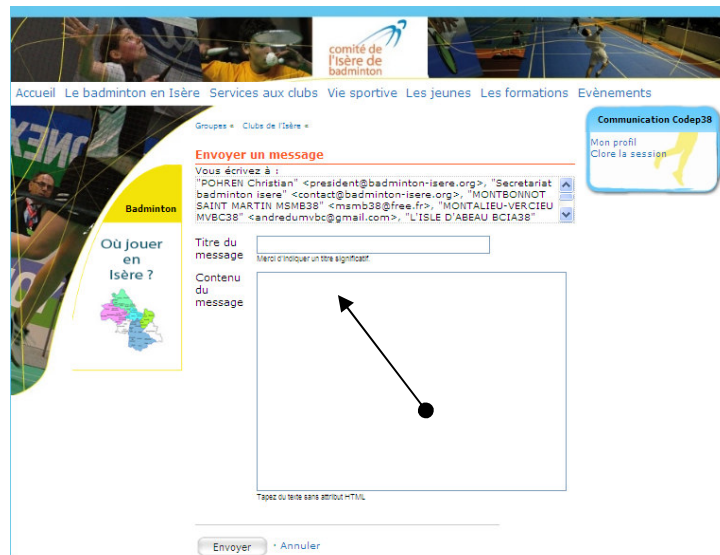 comité de
l'Isère de
badminton
Accueil Le badminton en Isère Services aux clubs Vie sportive Les jeunes Les formations Evènements
Groupes « Clubs de l'Isère «
Communication Codep38
Mon profil
Clore la session
Envoyer un message
Vous écrivez à :
"POHREN Christian" <president@badminton-isere.org>, "Secretariat
badminton isere" <contact@badminton-isere.org>, "MONTBONNOT
SAINT MARTIN MSMB38" <msmb38@free.fr>, "MONTALIEU-VERCIEU
MVBC38" <andredumvbc@gmail.com>, "L'ISLE D'ABEAU BCIA38"
Badminton
Où jouer
en
Isère ?
Titre du
message
Merci d'indiquer un titre significatif.
Contenu
du
message
Tapez du texte sans attribut HTML
Envoyer · Annuler